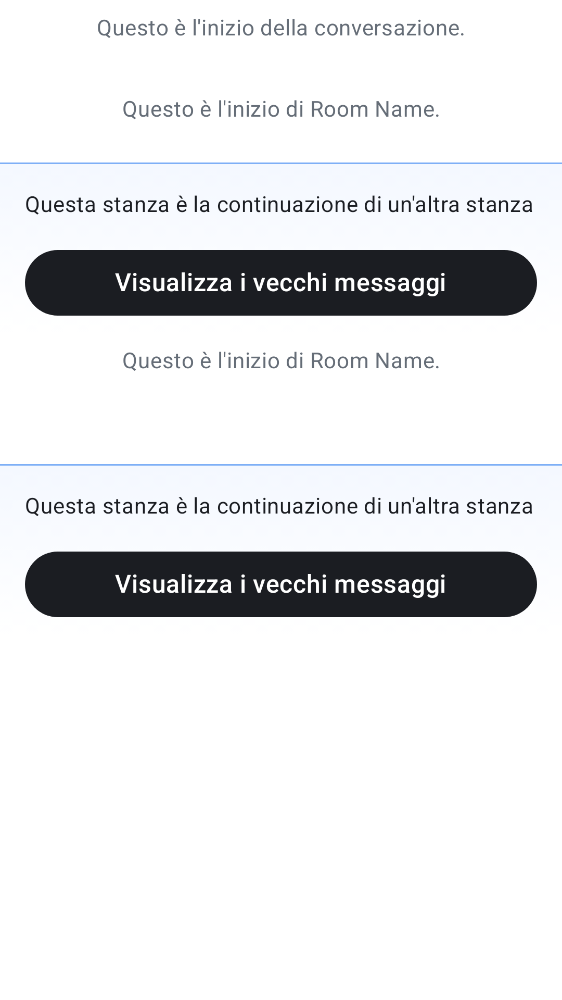 Questo è l'inizio della conversazione.
Questo è l'inizio di Room Name.
Questa stanza è la continuazione di un'altra stanza
Visualizza i vecchi messaggi
Questo è l'inizio di Room Name.
Questa stanza è la continuazione di un'altra stanza
Visualizza i vecchi messaggi